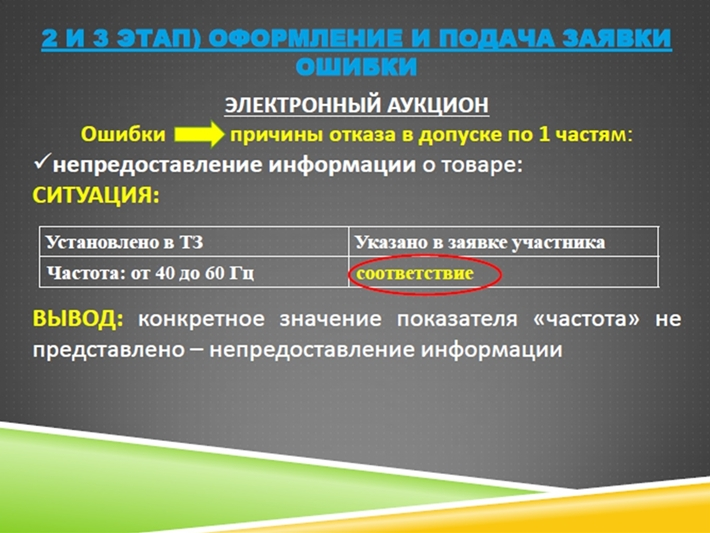 2 И 3 ЭТАП) ОФОРМЛЕНИЕ И ПОДАЧА ЗАЯВКИ
ОШИБКИ
ЭЛЕКТРОННЫЙ АУКЦИОН
Ошибки причины отказа в допуске по 1 частям:
✓непредоставление информации о товаре:
СИТУАЦИЯ:
Установлено в ТЗ Указано в заявке участника
Частота: от 40 до 60 Гц соответствие
ВЫВОД: конкретное значение показателя «частота» не
представлено – непредоставление информации